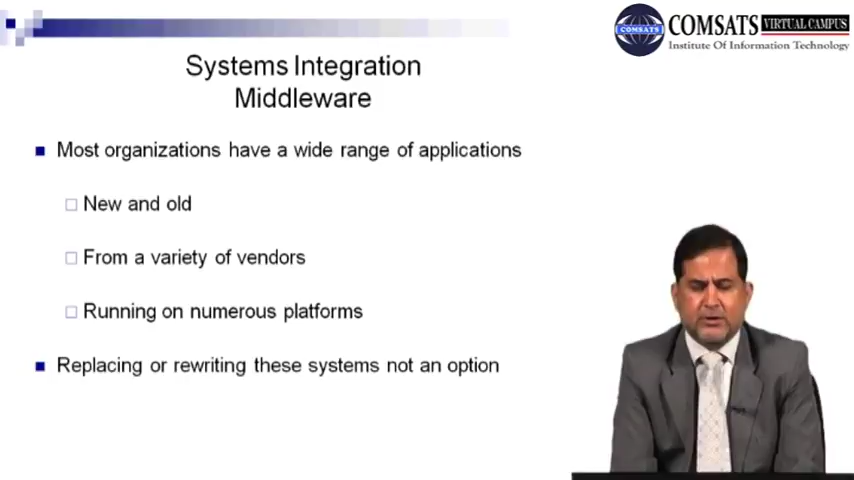 COMSATS VIRTUAL CAMPUS
COMSATS
Institute Of Information Technology
Systems Integration
Middleware
Most organizations have a wide range of applications
New and old
From a variety of vendors
Running on numerous platforms
Replacing or rewriting these systems not an option